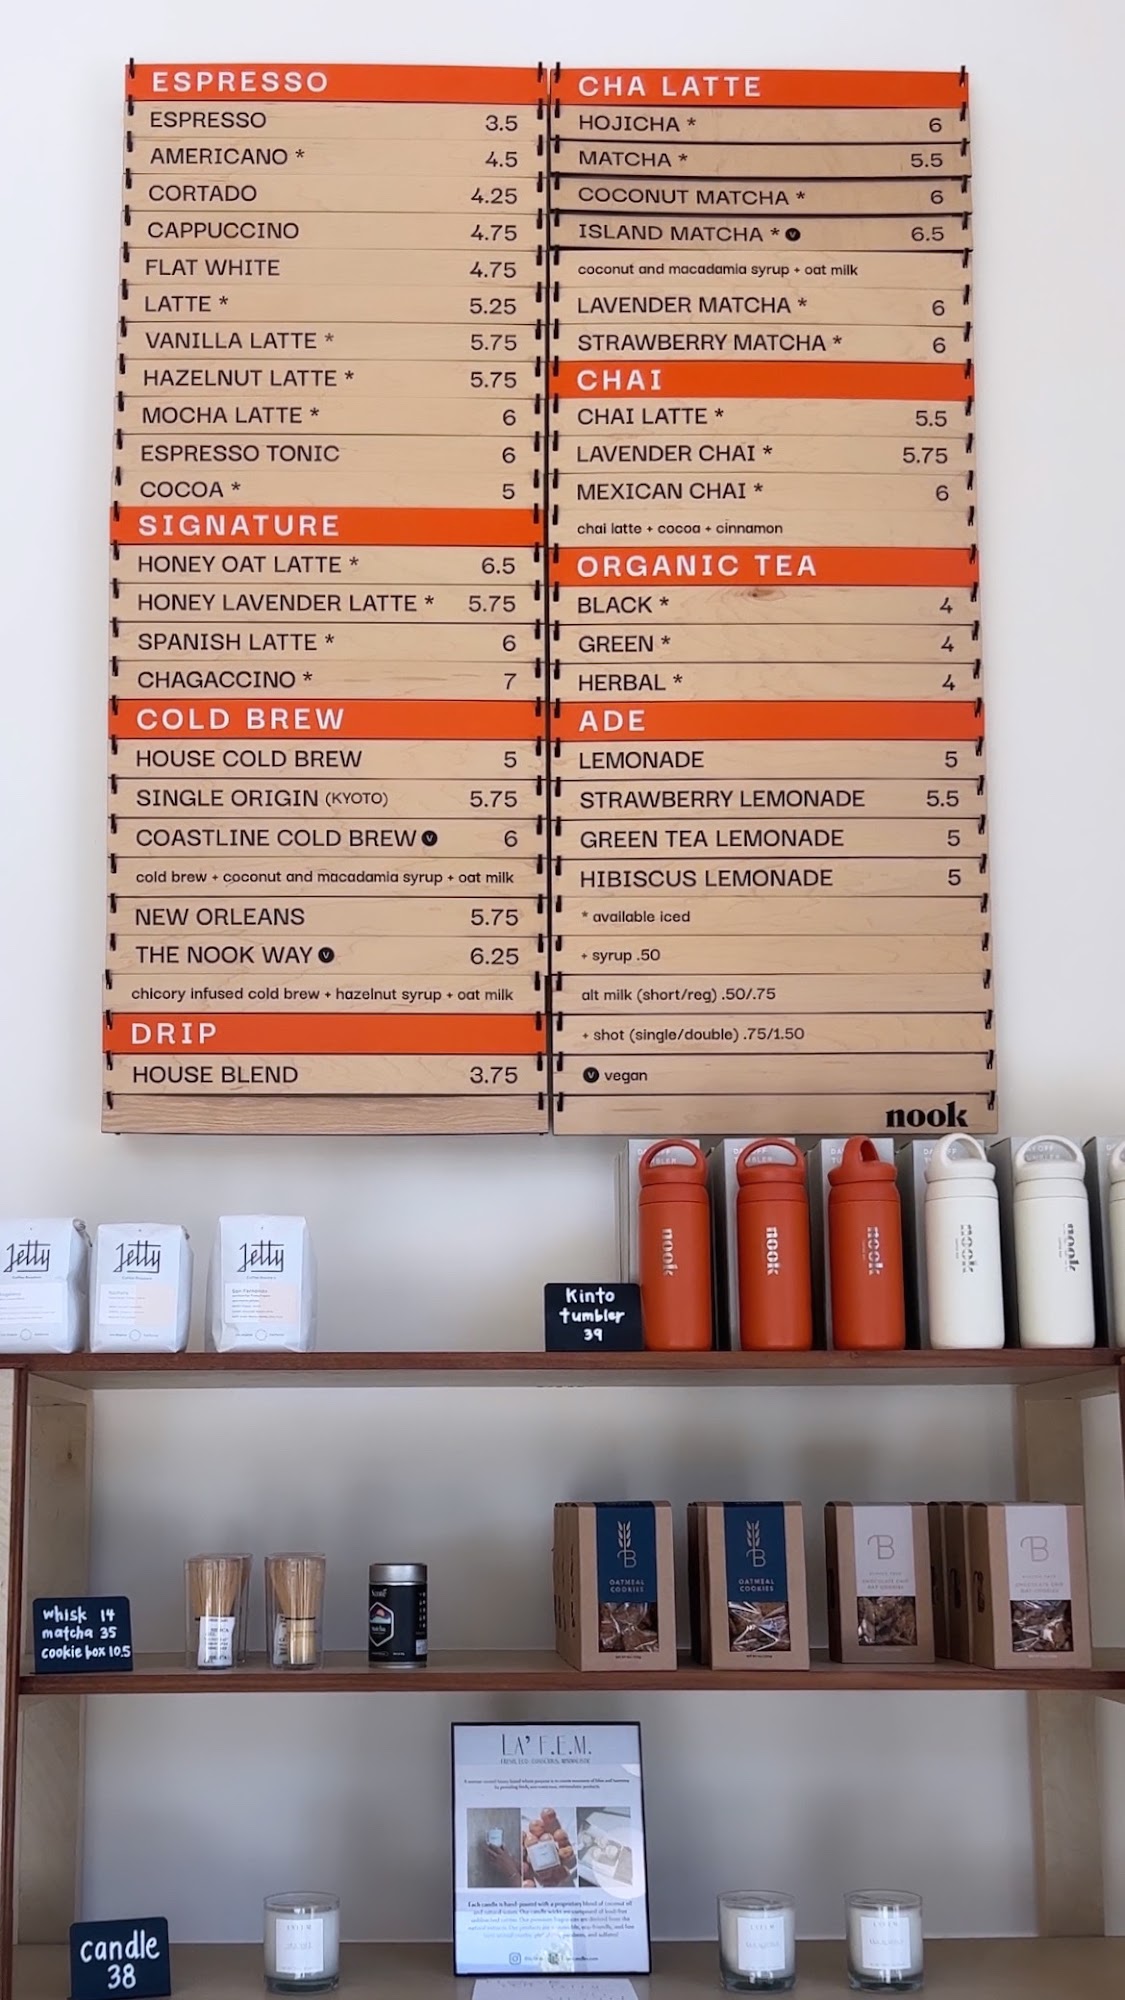 ESPRESSO
ESPRESSO 3.5
AMERICANO * 4.5
CORTADO 4.25
CAPPUCCINO 4.75
FLAT WHITE 4.75
LATTE * 5.25
VANILLA LATTE * 5.75
HAZELNUT LATTE * 5.75
MOCHA LATTE * 6
ESPRESSO TONIC 6
COCOA * 5
SIGNATURE
HONEY OAT LATTE * 6.5
HONEY LAVENDER LATTE * 5.75
SPANISH LATTE * 6
CHAGACCINO * 7
COLD BREW
HOUSE COLD BREW 5
SINGLE ORIGIN (KYOTO) 5.75
COASTLINE COLD BREW V 6
cold brew + coconut and macadamia syrup + oat milk
NEW ORLEANS 5.75
THE NOOK WAY V 6.25
chicory infused cold brew + hazelnut syrup + oat milk
DRIP
HOUSE BLEND 3.75
CHA LATTE
HOJICHA * 6
MATCHA * 5.5
COCONUT MATCHA * 6
ISLAND MATCHA * V 6.5
coconut and macadamia syrup + oat milk
LAVENDER MATCHA * 6
STRAWBERRY MATCHA * 6
CHAI
CHAI LATTE * 5.5
LAVENDER CHAI * 5.75
MEXICAN CHAI * 6
chai latte + cocoa + cinnamon
ORGANIC TEA
BLACK * 4
GREEN * 4
HERBAL * 4
ADE
LEMONADE 5
STRAWBERRY LEMONADE 5.5
GREEN TEA LEMONADE 5
HIBISCUS LEMONADE 5
* available iced
+ syrup .50
alt milk (short/reg) .50/.75
+ shot (single/double) .75/1.50
V vegan
nook
Jetty
Jetty
Jetty
Kinto
tumbler
39
nook
nook
nook
nook
nook
whisk 14
matcha 35
cookie box 10.5
B
OATMEAL
COOKIES
B
OATMEAL
COOKIES
B
CHOCOLATE CHIP
OAT COOKIES
B
CHOCOLATE CHIP
OAT COOKIES
LA' F.E.M.
candle
38